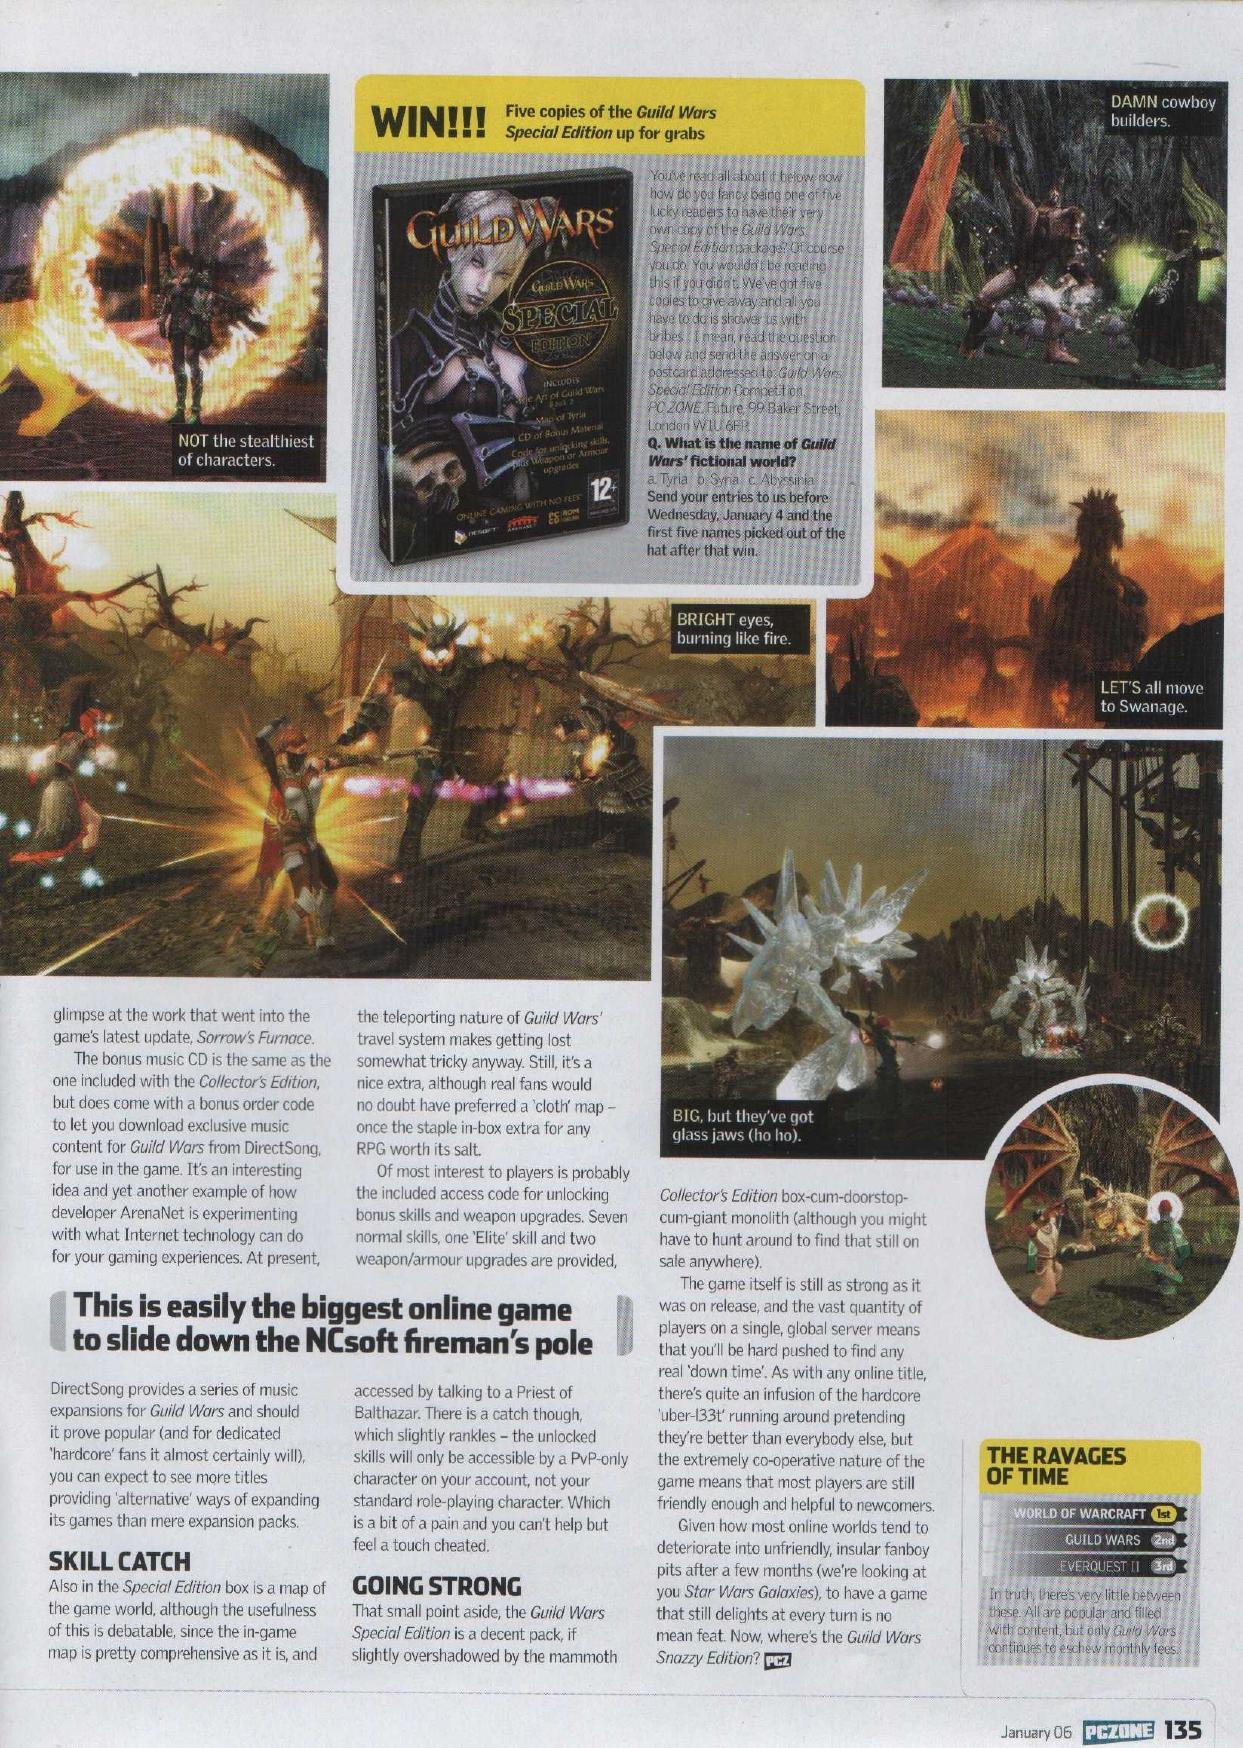 WIN!!!
Five copies of the Guild Wars
Special Edition up for grabs
You've read all about it below, now
how do you fancy being one of five
lucky readers to have their very
own copy of the Guild Wars
Special Edition package? Of course
you do. You wouldn't be reading
this if you didn't. We've got five
copies to give away and all you
have to do is shower us with
bribes... I mean, read the question
below and send the answer on a
postcard addressed to: Guild Wars
Special Edition Competition,
PC ZONE, Future, 99 Baker Street,
London W1U 6FP.
Q. What is the name of Guild
Wars' fictional world?
a. Tyria b. Syria c. Abyssinia
Send your entries to us before
Wednesday, January 4 and the
first five names picked out of the
hat after that win.
GUILD WARS
GUILD WARS
SPECIAL
EDITION
INCLUDES
The Art of Guild Wars
Map of Tyria
CD of Bonus Material
Code for unlocking skills,
plus Weapon or Armour
upgrades
ONLINE GAMING WITH NO FEES
NCSOFT
ARENANET
PC CD-ROM
12+
NOT the stealthiest
of characters.
DAMN cowboy
builders.
BRIGHT eyes,
burning like fire.
LET'S all move
to Swanage.
BIG, but they've got
glass jaws (ho ho).
glimpse at the work that went into the
game's latest update, Sorrow's Furnace.
The bonus music CD is the same as the
one included with the Collector's Edition,
but does come with a bonus order code
to let you download exclusive music
content for Guild Wars from DirectSong,
for use in the game. It's an interesting
idea and yet another example of how
developer ArenaNet is experimenting
with what Internet technology can do
for your gaming experiences. At present,
This is easily the biggest online game
to slide down the NCsoft fireman's pole
DirectSong provides a series of music
expansions for Guild Wars and should
it prove popular (and for dedicated
'hardcore' fans it almost certainly will),
you can expect to see more titles
providing 'alternative' ways of expanding
its games than mere expansion packs.
SKILL CATCH
Also in the Special Edition box is a map of
the game world, although the usefulness
of this is debatable, since the in-game
map is pretty comprehensive as it is, and
the teleporting nature of Guild Wars'
travel system makes getting lost
somewhat tricky anyway. Still, it's a
nice extra, although real fans would
no doubt have preferred a 'cloth' map –
once the staple in-box extra for any
RPG worth its salt.
Of most interest to players is probably
the included access code for unlocking
bonus skills and weapon upgrades. Seven
normal skills, one 'Elite' skill and two
weapon/armour upgrades are provided,
accessed by talking to a Priest of
Balthazar. There is a catch though,
which slightly rankles – the unlocked
skills will only be accessible by a PvP-only
character on your account, not your
standard role-playing character. Which
is a bit of a pain and you can't help but
feel a touch cheated.
GOING STRONG
That small point aside, the Guild Wars
Special Edition is a decent pack, if
slightly overshadowed by the mammoth
Collector's Edition box-cum-doorstop-
cum-giant monolith (although you might
have to hunt around to find that still on
sale anywhere).
The game itself is still as strong as it
was on release, and the vast quantity of
players on a single, global server means
that you'll be hard pushed to find any
real 'down time'. As with any online title,
there's quite an infusion of the hardcore
'uber-l33t' running around pretending
they're better than everybody else, but
the extremely co-operative nature of the
game means that most players are still
friendly enough and helpful to newcomers.
Given how most online worlds tend to
deteriorate into unfriendly, insular fanboy
pits after a few months (we're looking at
you Star Wars Galaxies), to have a game
that still delights at every turn is no
mean feat. Now, where's the Guild Wars
Snazzy Edition? PCZ
THE RAVAGES
OF TIME
WORLD OF WARCRAFT 1st
GUILD WARS 2nd
EVERQUEST II 3rd
In truth, there's very little between
these. All are popular and filled
with content, but only Guild Wars
continues to eschew monthly fees.
January 06 PCZONE 135